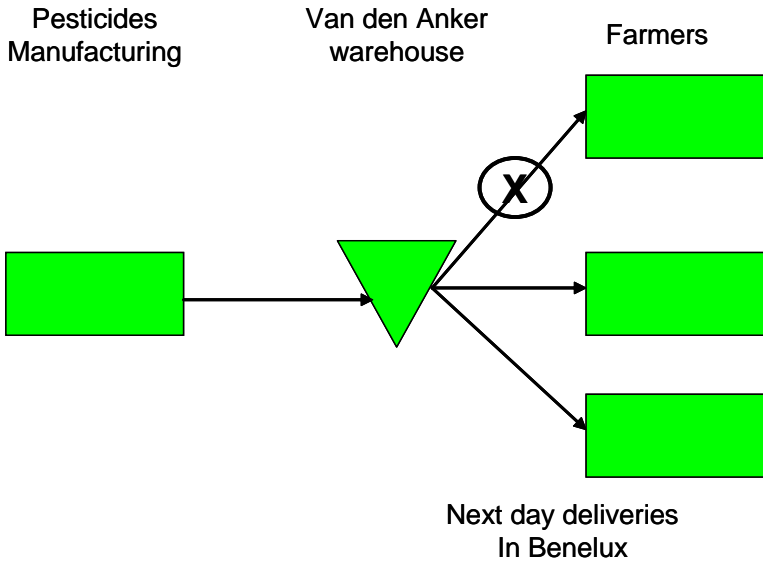 Pesticides
Manufacturing
Van den Anker
warehouse
Farmers
X
Next day deliveries
In Benelux